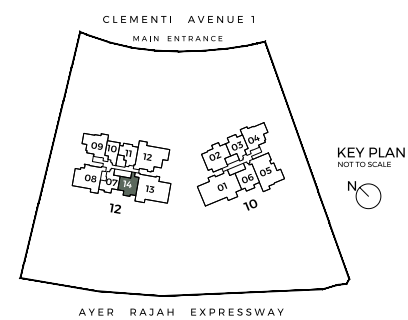 CLEMENTI AVENUE 1
MAIN ENTRANCE
09 10 11 12
08 07 14 13
12
02 03 04
01 06 05
10
KEY PLAN
NOT TO SCALE
N
AYER RAJAH EXPRESSWAY